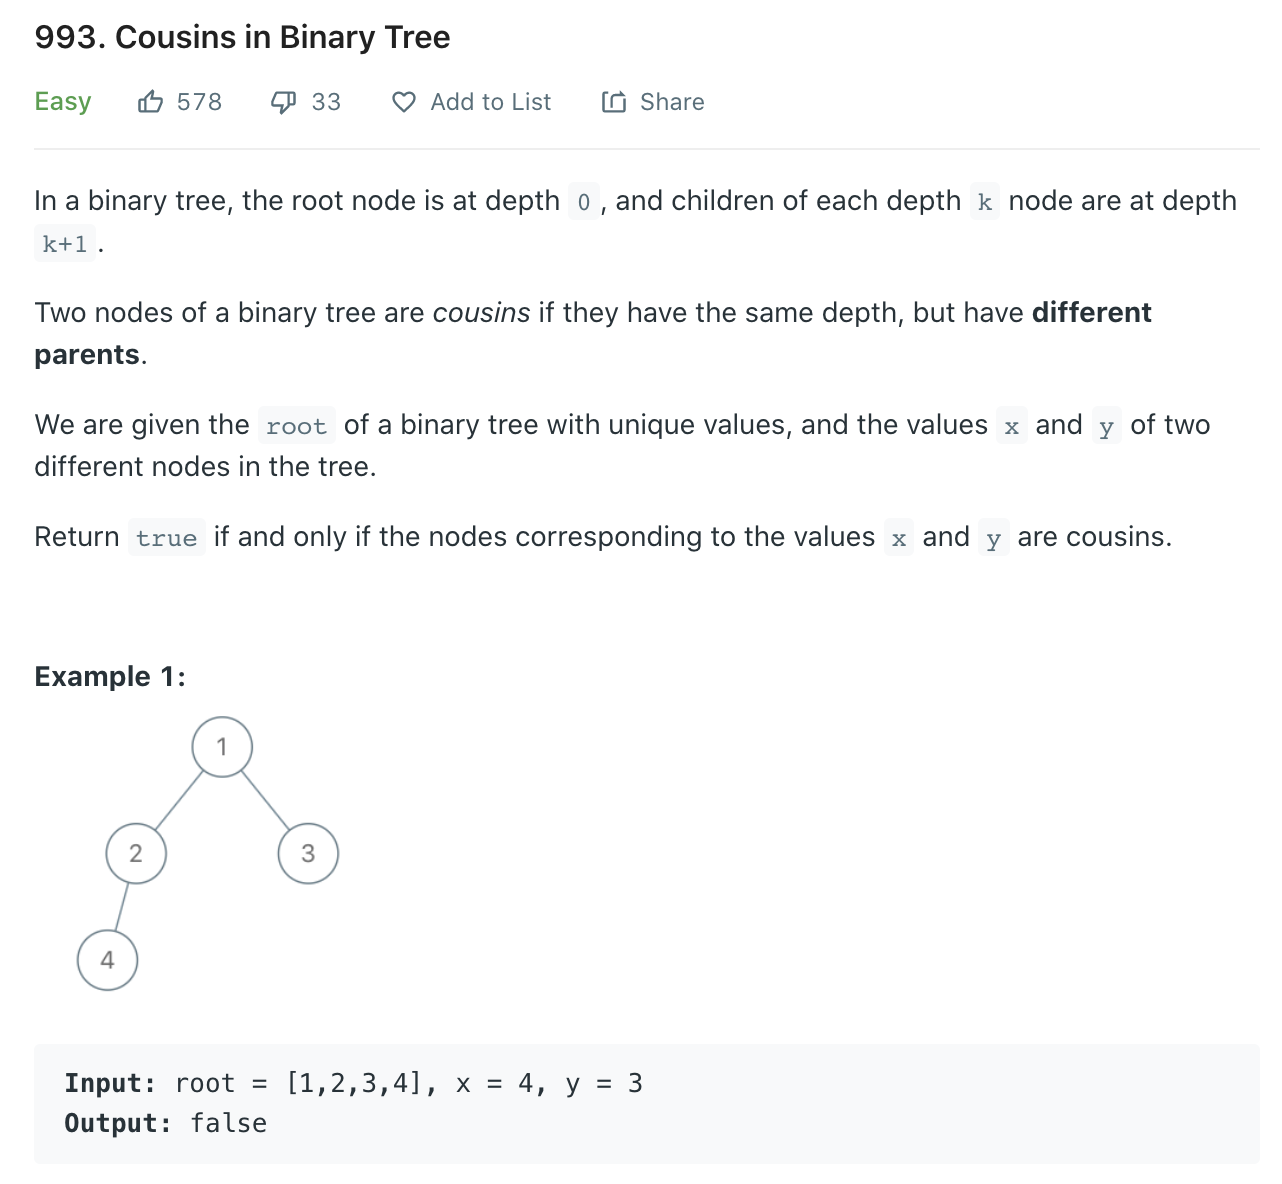 993. Cousins in Binary Tree
Easy 578 33 Add to List Share
In a binary tree, the root node is at depth 0, and children of each depth k node are at depth
k+1.
Two nodes of a binary tree are cousins if they have the same depth, but have different
parents.
We are given the root of a binary tree with unique values, and the values x and y of two
different nodes in the tree.
Return true if and only if the nodes corresponding to the values x and y are cousins.
Example 1:
1
2 3
4
Input: root = [1,2,3,4], x = 4, y = 3
Output: false